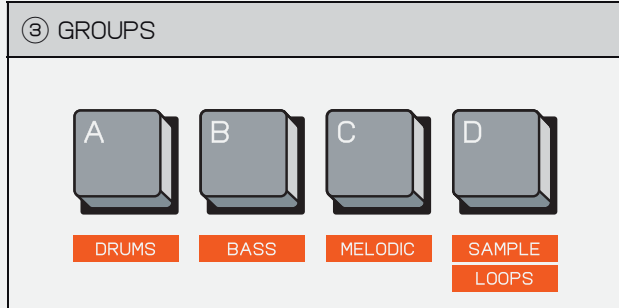 ③ GROUPS
A B C D
DRUMS BASS MELODIC SAMPLE
LOOPS